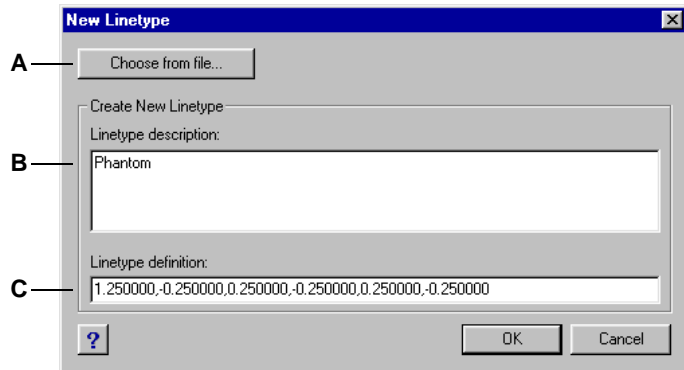 New Linetype
A
Choose from file...
Create New Linetype
Linetype description:
B
Phantom
Linetype definition:
C
1.250000,-0.250000,0.250000,-0.250000,0.250000,-0.250000
?
OK
Cancel